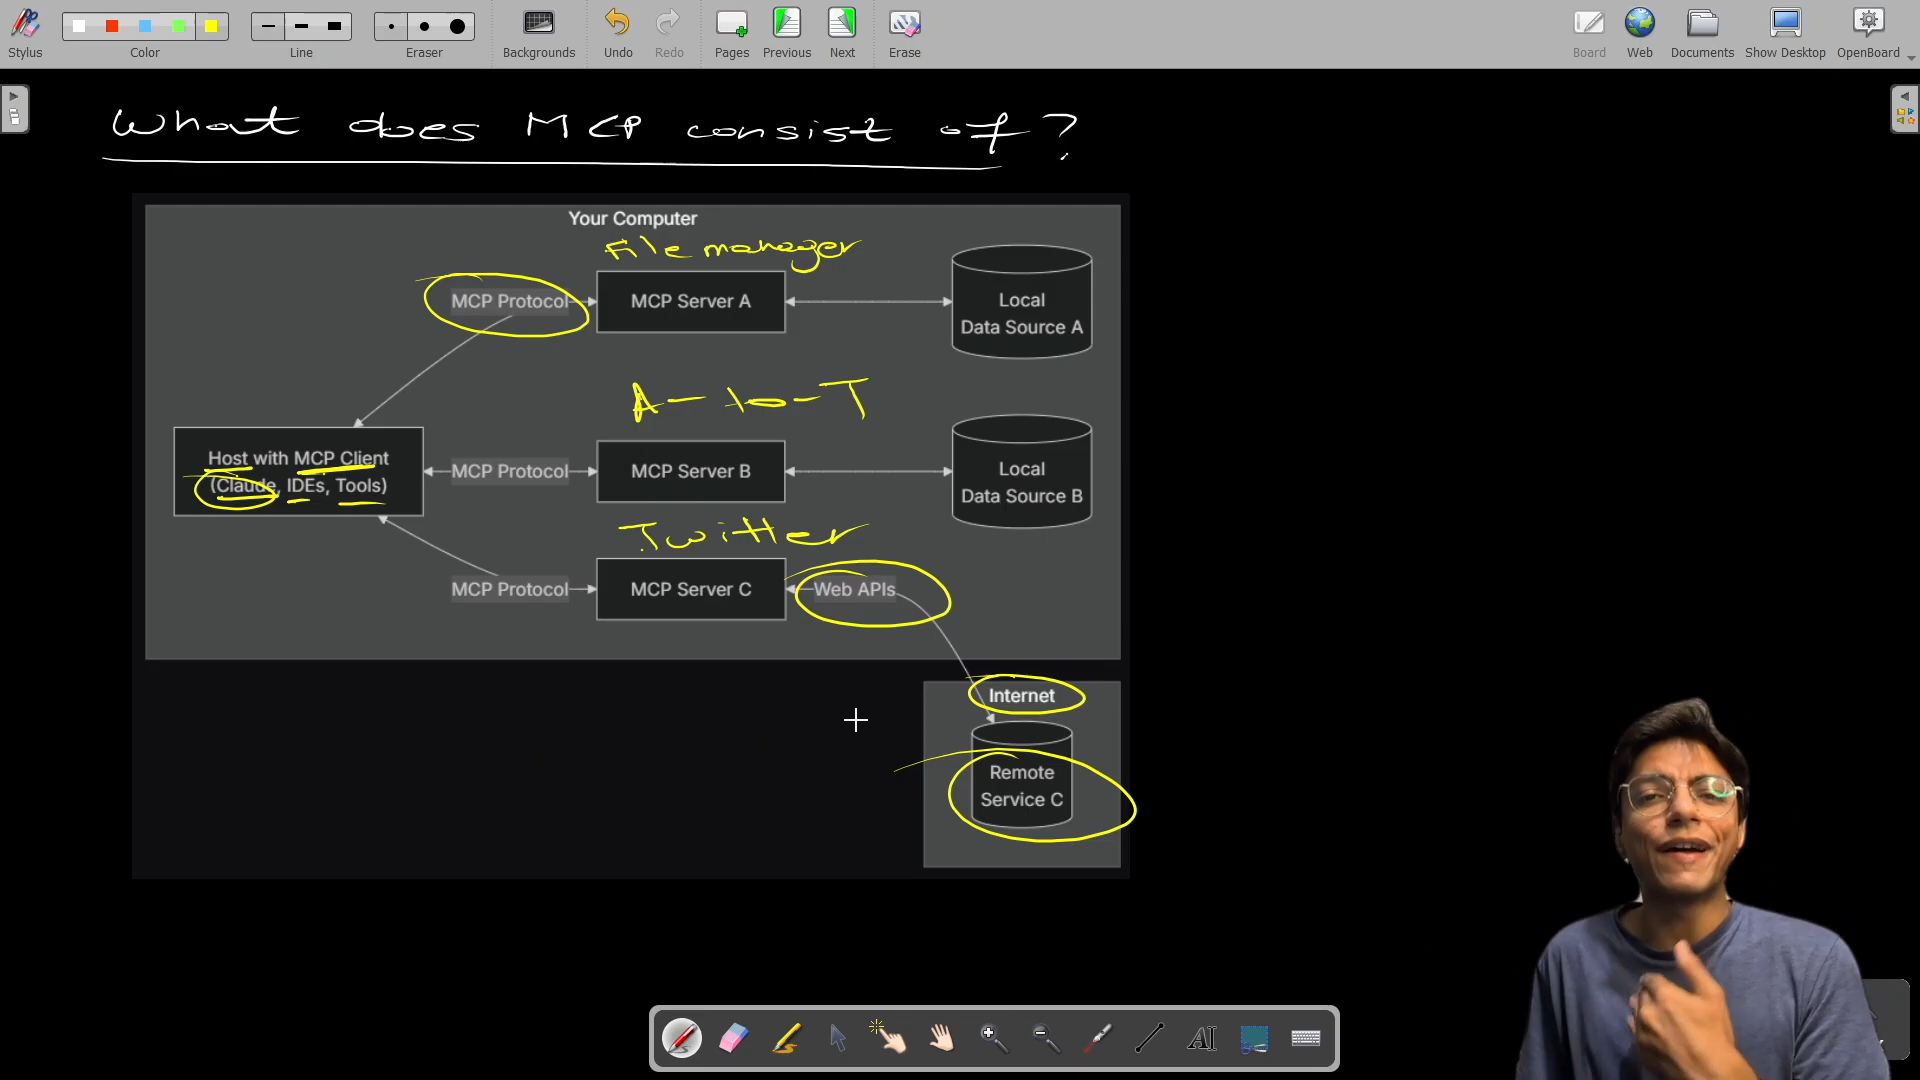 Stylus
Color
Line
Eraser
Backgrounds
Undo
Redo
Pages
Previous
Next
Erase
Board
Web
Documents
Show Desktop
OpenBoard
What does MCP consist of?
Your Computer
File manager
MCP Protocol
MCP Server A
Local
Data Source A
A-to-T
Host with MCP Client
(Claude, IDEs, Tools)
MCP Protocol
MCP Server B
Local
Data Source B
Twitter
MCP Protocol
MCP Server C
Web APIs
Internet
Remote
Service C
AI